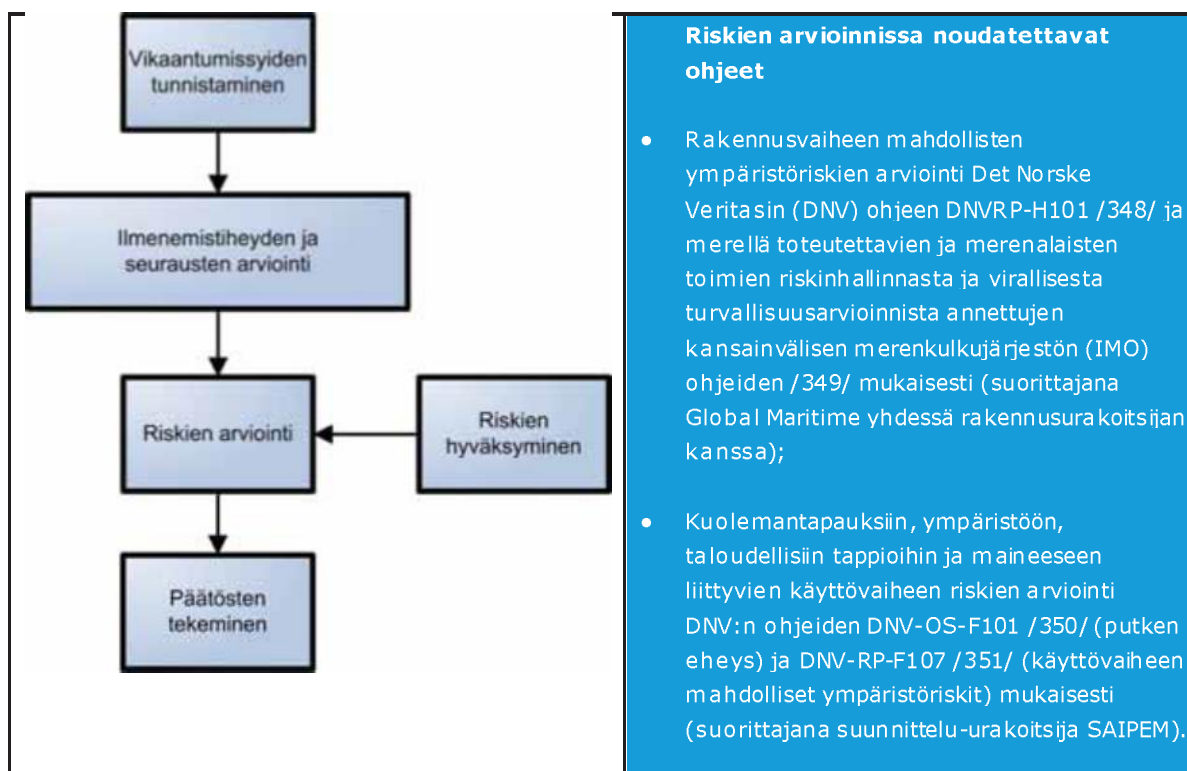 Vikaantumissyiden
tunnistaminen
Ilmenemistiheyden ja
seurausten arviointi
Riskien arviointi
Riskien
hyväksyminen
Päätösten
tekeminen
Riskien arvioinnissa noudatettavat
ohjeet
● Rakennusvaiheen mahdollisten
ympäristöriskien arviointi Det Norske
Veritasin (DNV) ohjeen DNVRP-H101 /348/ ja
merellä toteutettavien ja merenalaisten
toimien riskinhallinnasta ja virallisesta
turvallisuusarvioinnista annettujen
kansainvälisen merenkulkujärjestön (IMO)
ohjeiden /349/ mukaisesti (suorittajana
Global Maritime yhdessä rakennusurakoitsijan
kanssa);
● Kuolemantapauksiin, ympäristöön,
taloudellisiin tappioihin ja maineeseen
liittyvien käyttövaiheen riskien arviointi
DNV:n ohjeiden DNV-OS-F101 /350/ (putken
eheys) ja DNV-RP-F107 /351/ (käyttövaiheen
mahdolliset ympäristöriskit) mukaisesti
(suorittajana suunnittelu-urakoitsija SAIPEM).